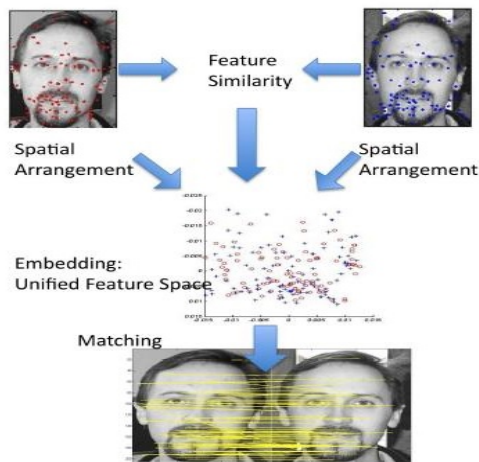 Feature
Similarity
Spatial
Arrangement
Spatial
Arrangement
Embedding:
Unified Feature Space
Matching